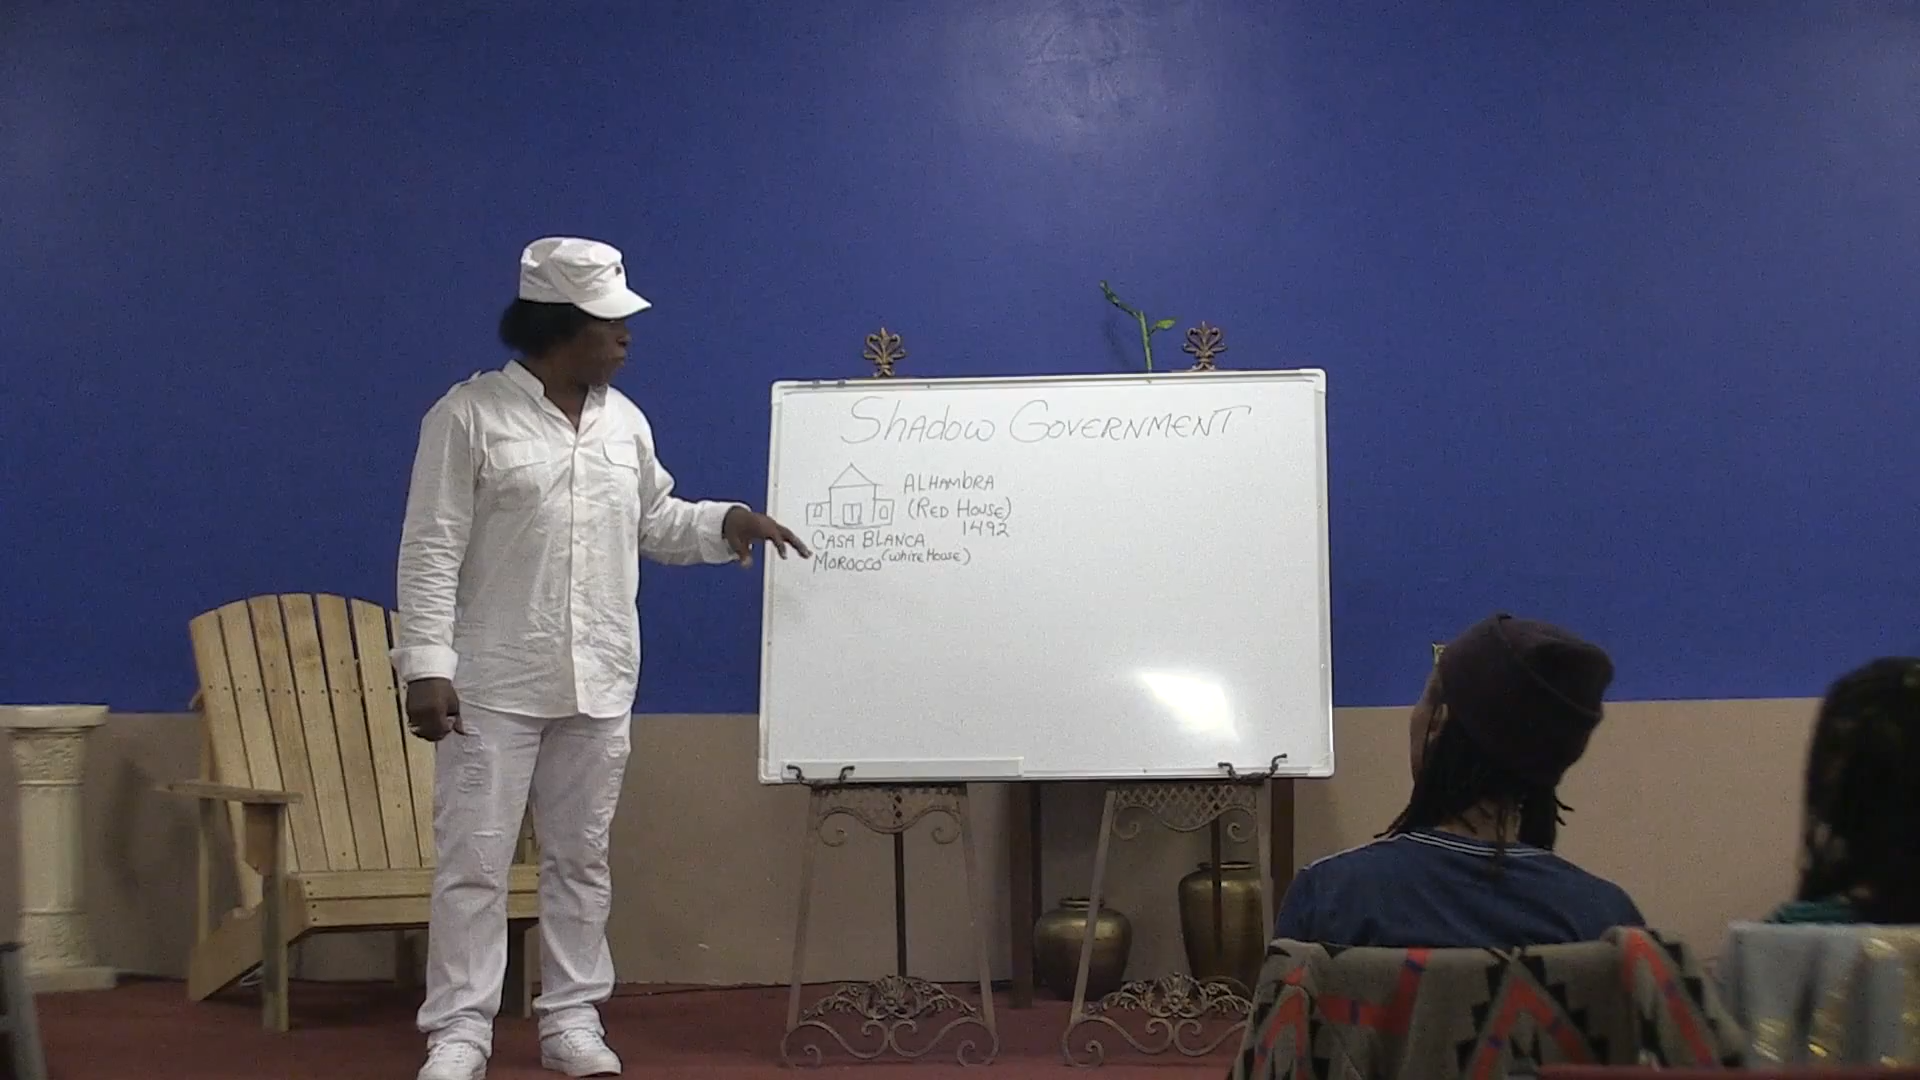 Shadow Government
Alhambra
(Red House)
1492
Casa Blanca
Morocco (White House)